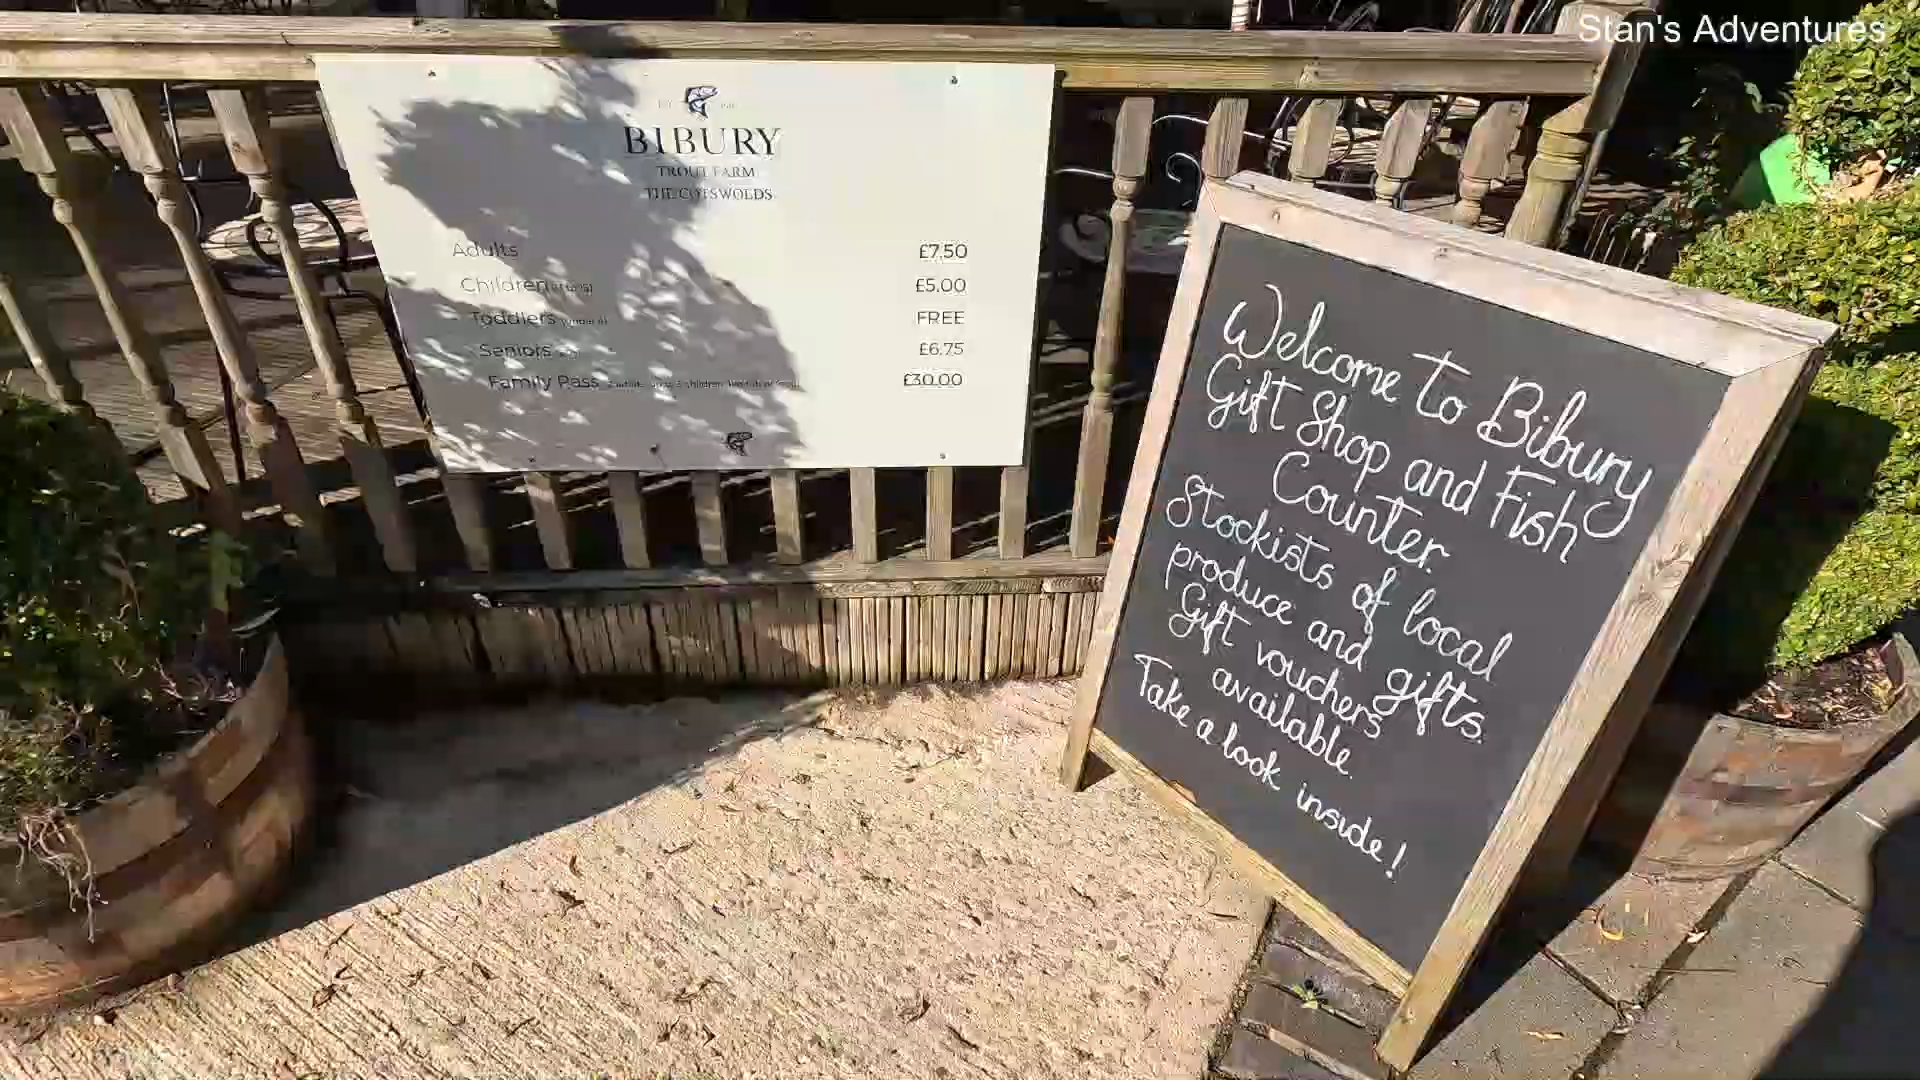 Stan's Adventures
BIBURY
TROUT FARM
THE COTSWOLDS
Adults £7.50
Children £5.00
Toddlers £FREE
Seniors £6.75
Family Pass £30.00
Welcome to Bibury
Gift Shop and Fish
Counter.
Stockists of local
produce and gifts.
Gift vouchers
available.
Take a look inside!